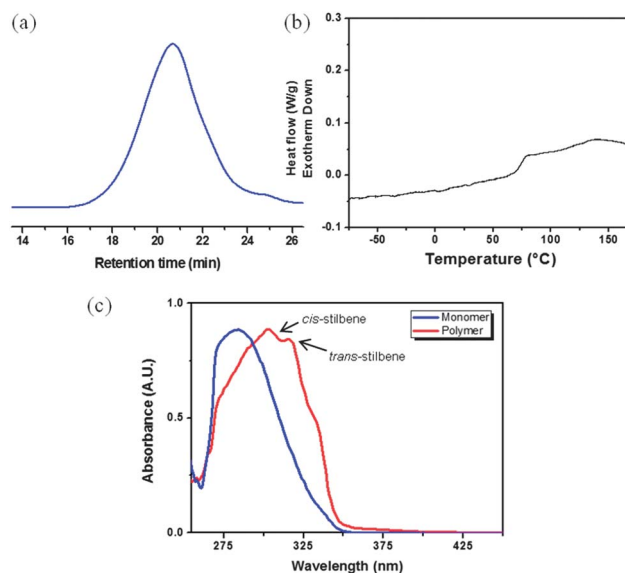 (a)
14 16 18 20 22 24 26
Retention time (min)
(b)
Heat flow (W/g)
Exotherm Down
0.3
0.2
0.1
0.0
-0.1
-50 0 50 100 150
Temperature (°C)
(c)
Absorbance (A.U.)
1.0
0.5
0.0
cis-stilbene
trans-stilbene
Monomer
Polymer
275 325 375 425
Wavelength (nm)